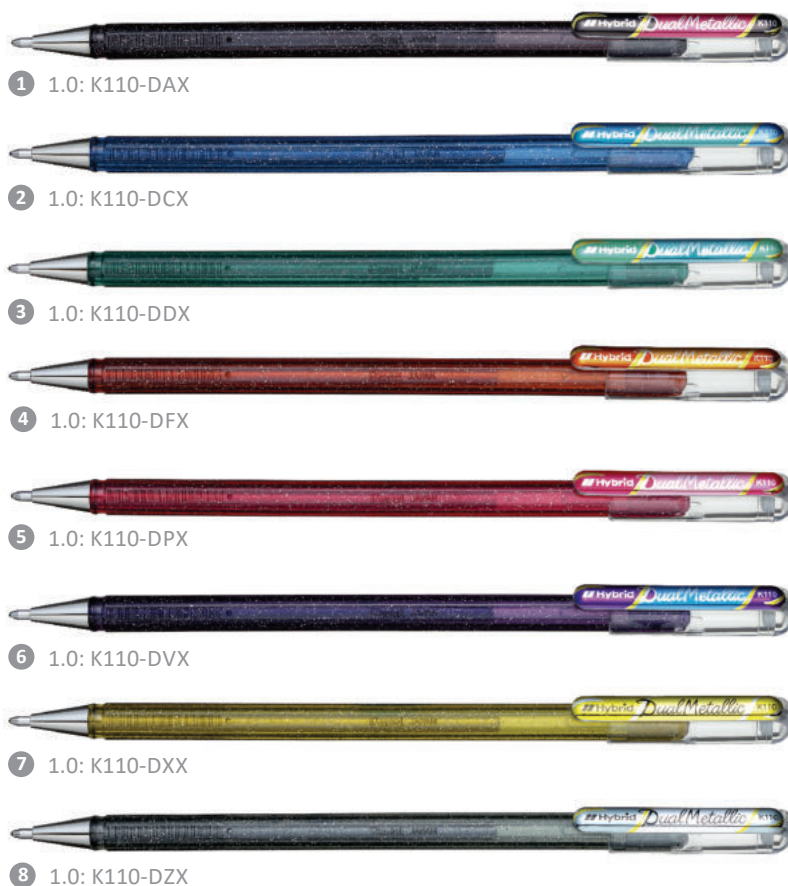 Hybrid DualMetallic K110
1 1.0: K110-DAX
Hybrid DualMetallic K110
2 1.0: K110-DCX
Hybrid DualMetallic K110
3 1.0: K110-DDX
Hybrid DualMetallic K110
4 1.0: K110-DFX
Hybrid DualMetallic K110
5 1.0: K110-DPX
Hybrid DualMetallic K110
6 1.0: K110-DVX
Hybrid DualMetallic K110
7 1.0: K110-DXX
Hybrid DualMetallic K110
8 1.0: K110-DZX